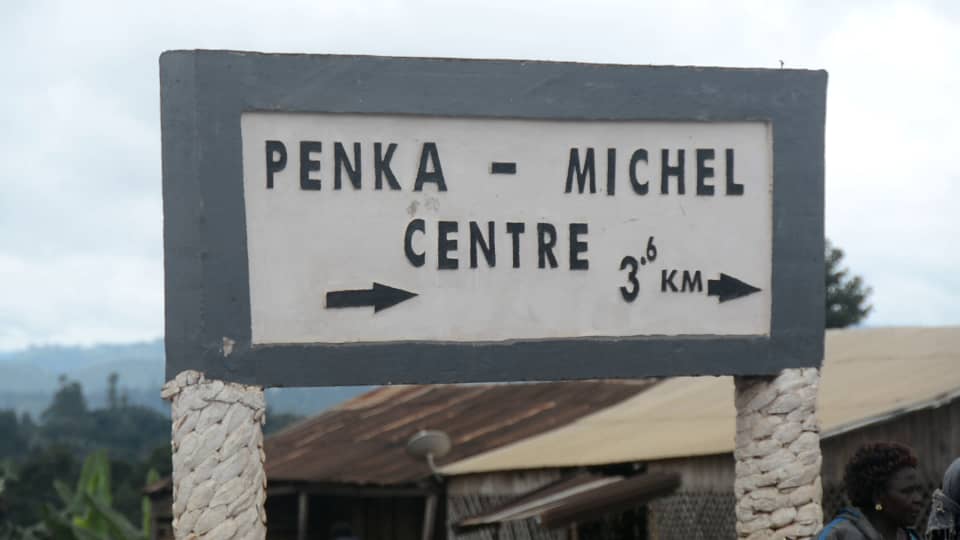 PENKA - MICHEL
CENTRE
3.6 KM